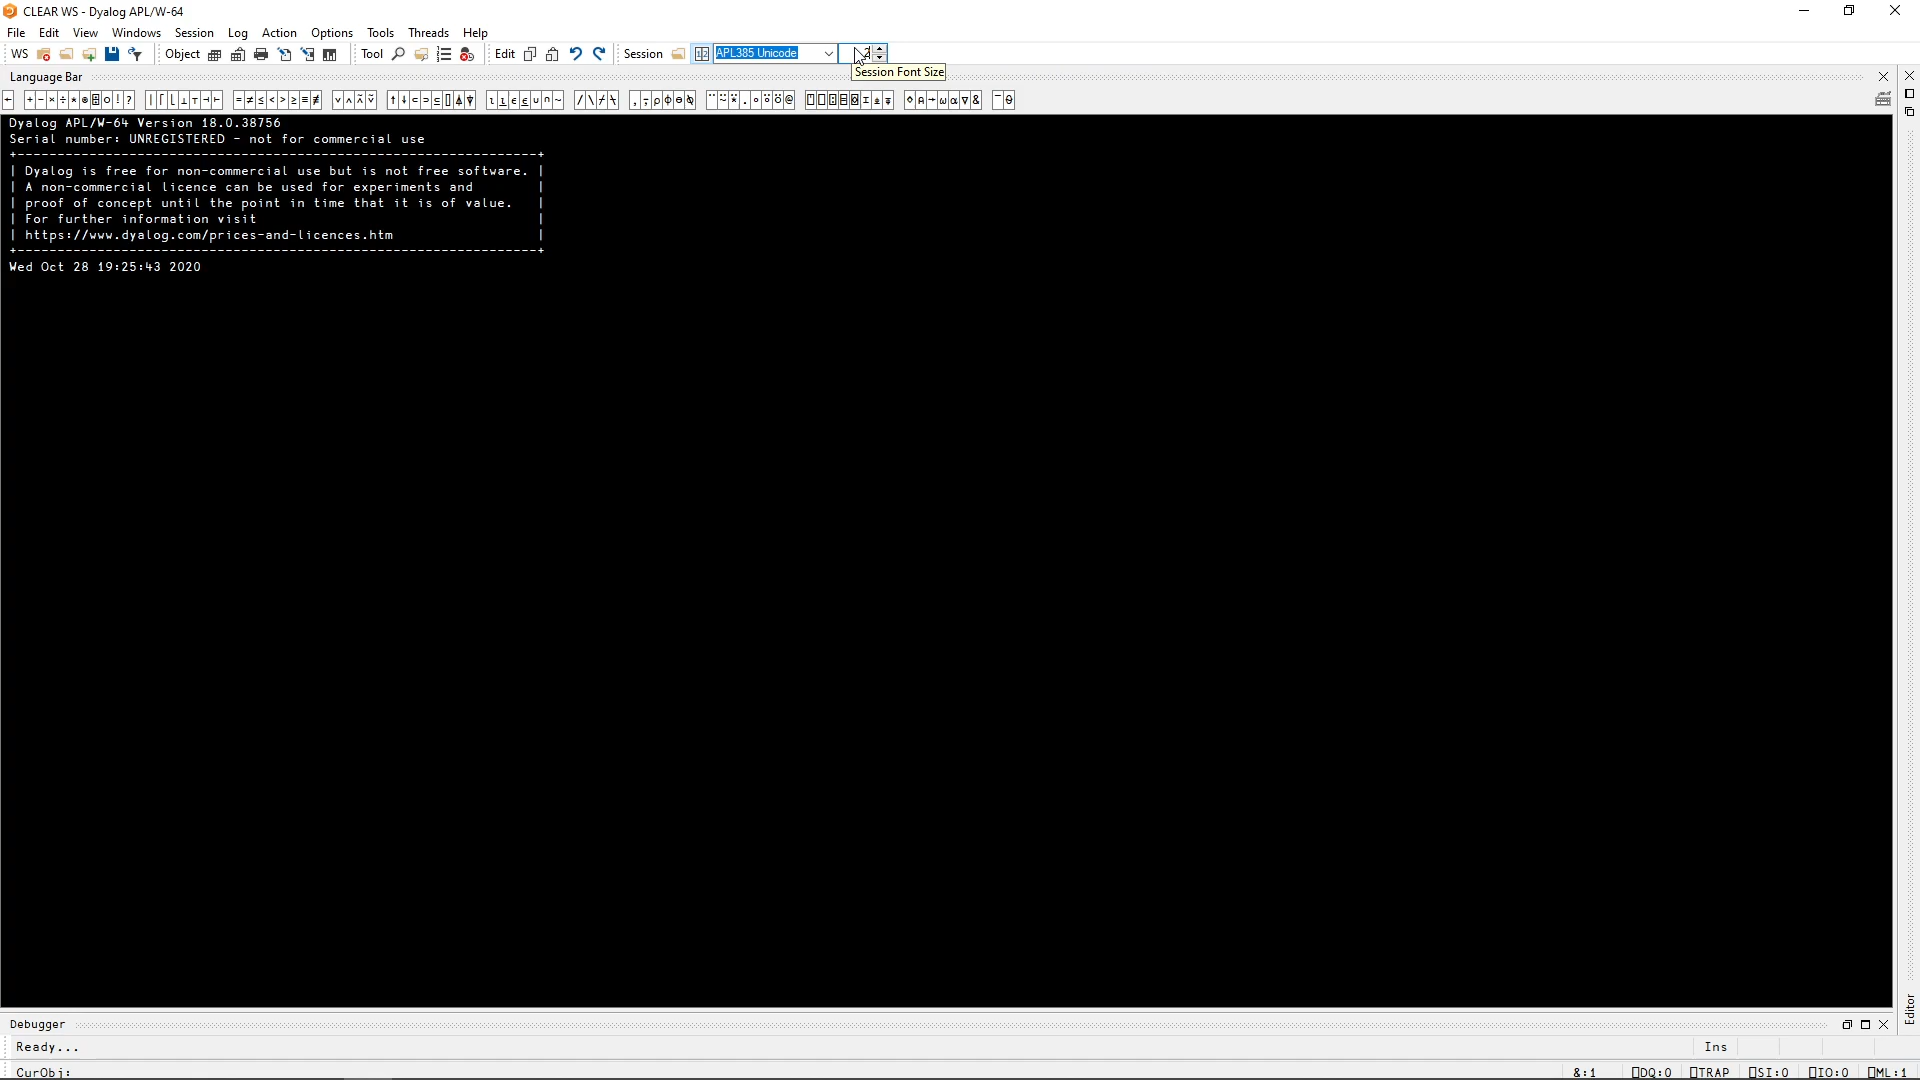 CLEAR WS - Dyalog APL/W-64
File Edit View Windows Session Log Action Options Tools Threads Help
WS Object Tool Edit Session APL385 Unicode
Session Font Size
Language Bar
Dyalog APL/W-64 Version 18.0.38756
Serial number: UNREGISTERED - not for commercial use
+----------------------------------------------------------------+
| Dyalog is free for non-commercial use but is not free software. |
| A non-commercial licence can be used for experiments and |
| proof of concept until the point in time that it is of value. |
| For further information visit |
| https://www.dyalog.com/prices-and-licences.htm |
+----------------------------------------------------------------+
Wed Oct 28 19:25:43 2020
Editor
Debugger
Ready...
Ins
CurObj:
&:1 ⎕DQ:0 ⎕TRAP ⎕SI:0 ⎕IO:0 ⎕ML:1